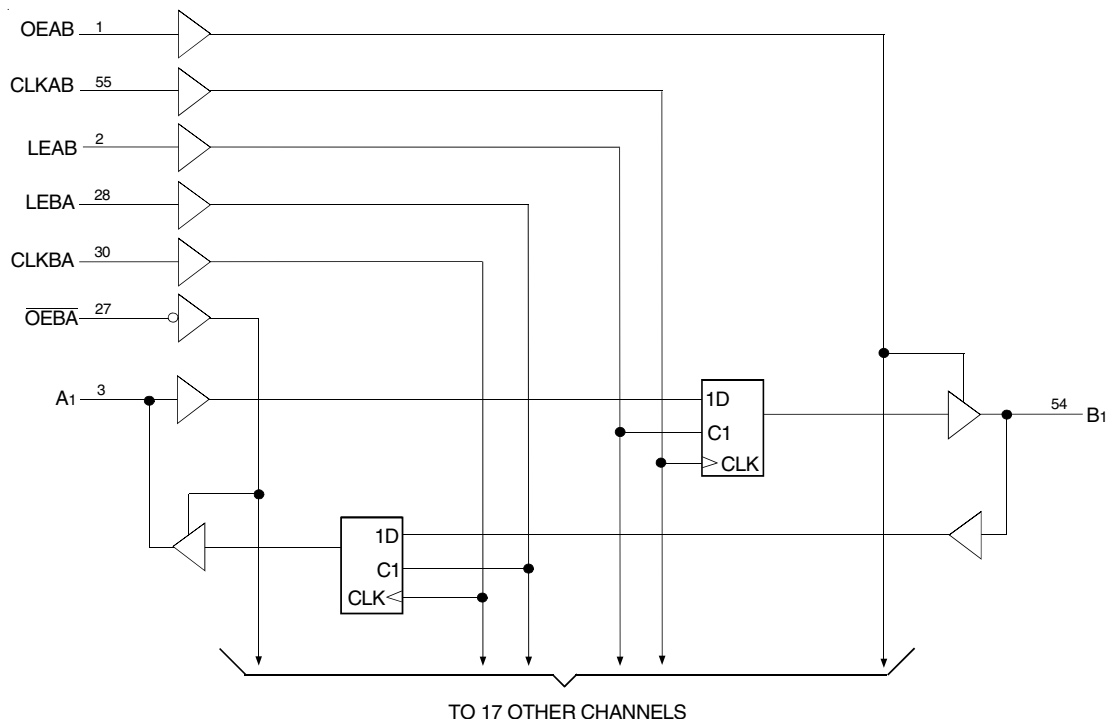 OEAB 1
CLKAB 55
LEAB 2
LEBA 28
CLKBA 30
OEBA 27
A1 3
1D
C1
CLK
54 B1
1D
C1
CLK
TO 17 OTHER CHANNELS